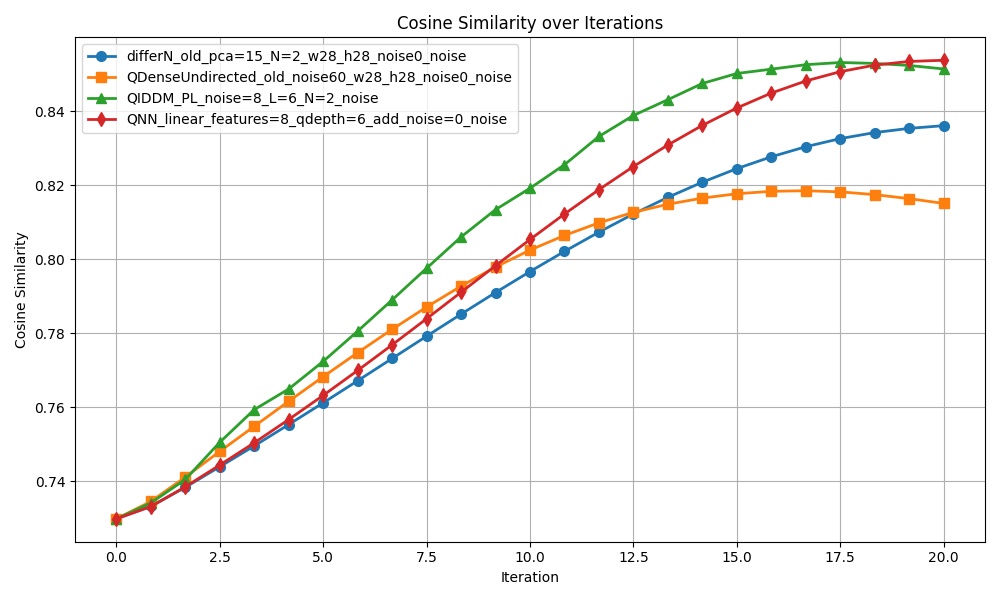 Cosine Similarity over Iterations
differN_old_pca=15_N=2_w28_h28_noise0_noise
QDenseUndirected_old_noise60_w28_h28_noise0_noise
QIDDM_PL_noise=8_L=6_N=2_noise
QNN_linear_features=8_qdepth=6_add_noise=0_noise
Cosine Similarity
0.84
0.82
0.80
0.78
0.76
0.74
0.0 2.5 5.0 7.5 10.0 12.5 15.0 17.5 20.0
Iteration